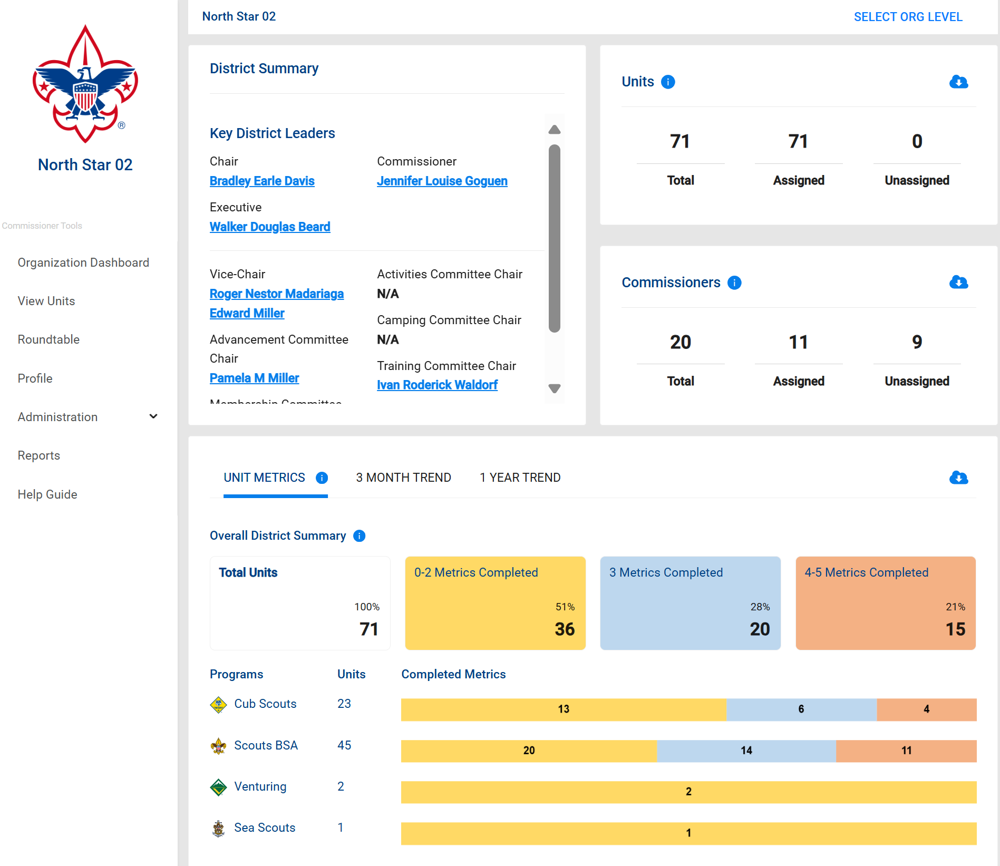 North Star 02
SELECT ORG LEVEL
®
North Star 02
Commissioner Tools
Organization Dashboard
View Units
Roundtable
Profile
Administration
Reports
Help Guide
District Summary
Key District Leaders
Chair
Bradley Earle Davis
Commissioner
Jennifer Louise Goguen
Executive
Walker Douglas Beard
Vice-Chair
Roger Nestor Madariaga
Edward Miller
Advancement Committee
Chair
Pamela M Miller
Membership Committee
Activities Committee Chair
N/A
Camping Committee Chair
N/A
Training Committee Chair
Ivan Roderick Waldorf
Units
71 71 0
Total Assigned Unassigned
Commissioners
20 11 9
Total Assigned Unassigned
UNIT METRICS 3 MONTH TREND 1 YEAR TREND
Overall District Summary
Total Units
100%
71
0-2 Metrics Completed
51%
36
3 Metrics Completed
28%
20
4-5 Metrics Completed
21%
15
Programs Units Completed Metrics
Cub Scouts 23 13 6 4
Scouts BSA 45 20 14 11
Venturing 2 2
Sea Scouts 1 1